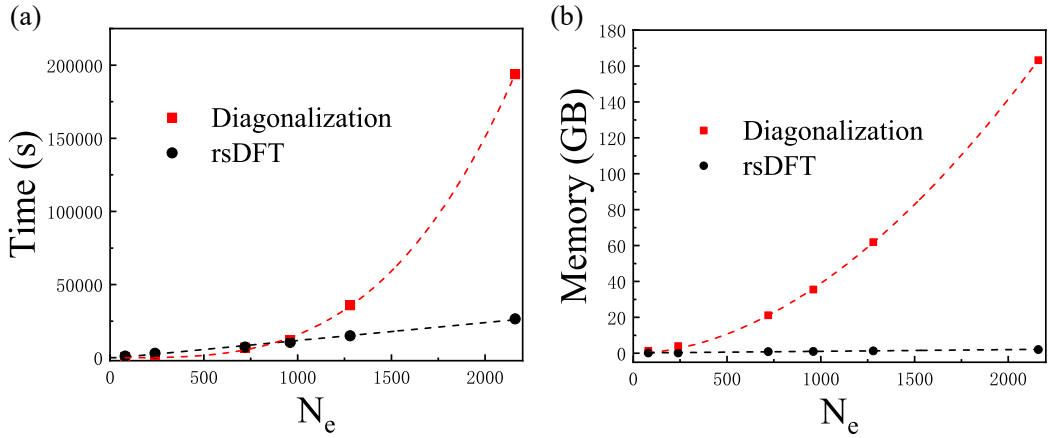 (a)
Time (s)
200000
150000
100000
50000
0
Diagonalization
rsDFT
0 500 1000 1500 2000
Ne
(b)
Memory (GB)
180
160
140
120
100
80
60
40
20
0
Diagonalization
rsDFT
0 500 1000 1500 2000
Ne